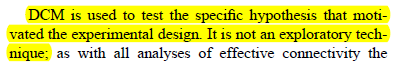 DCM is used to test the specific hypothesis that moti-
vated the experimental design. It is not an exploratory tech-
nique; as with all analyses of effective connectivity the